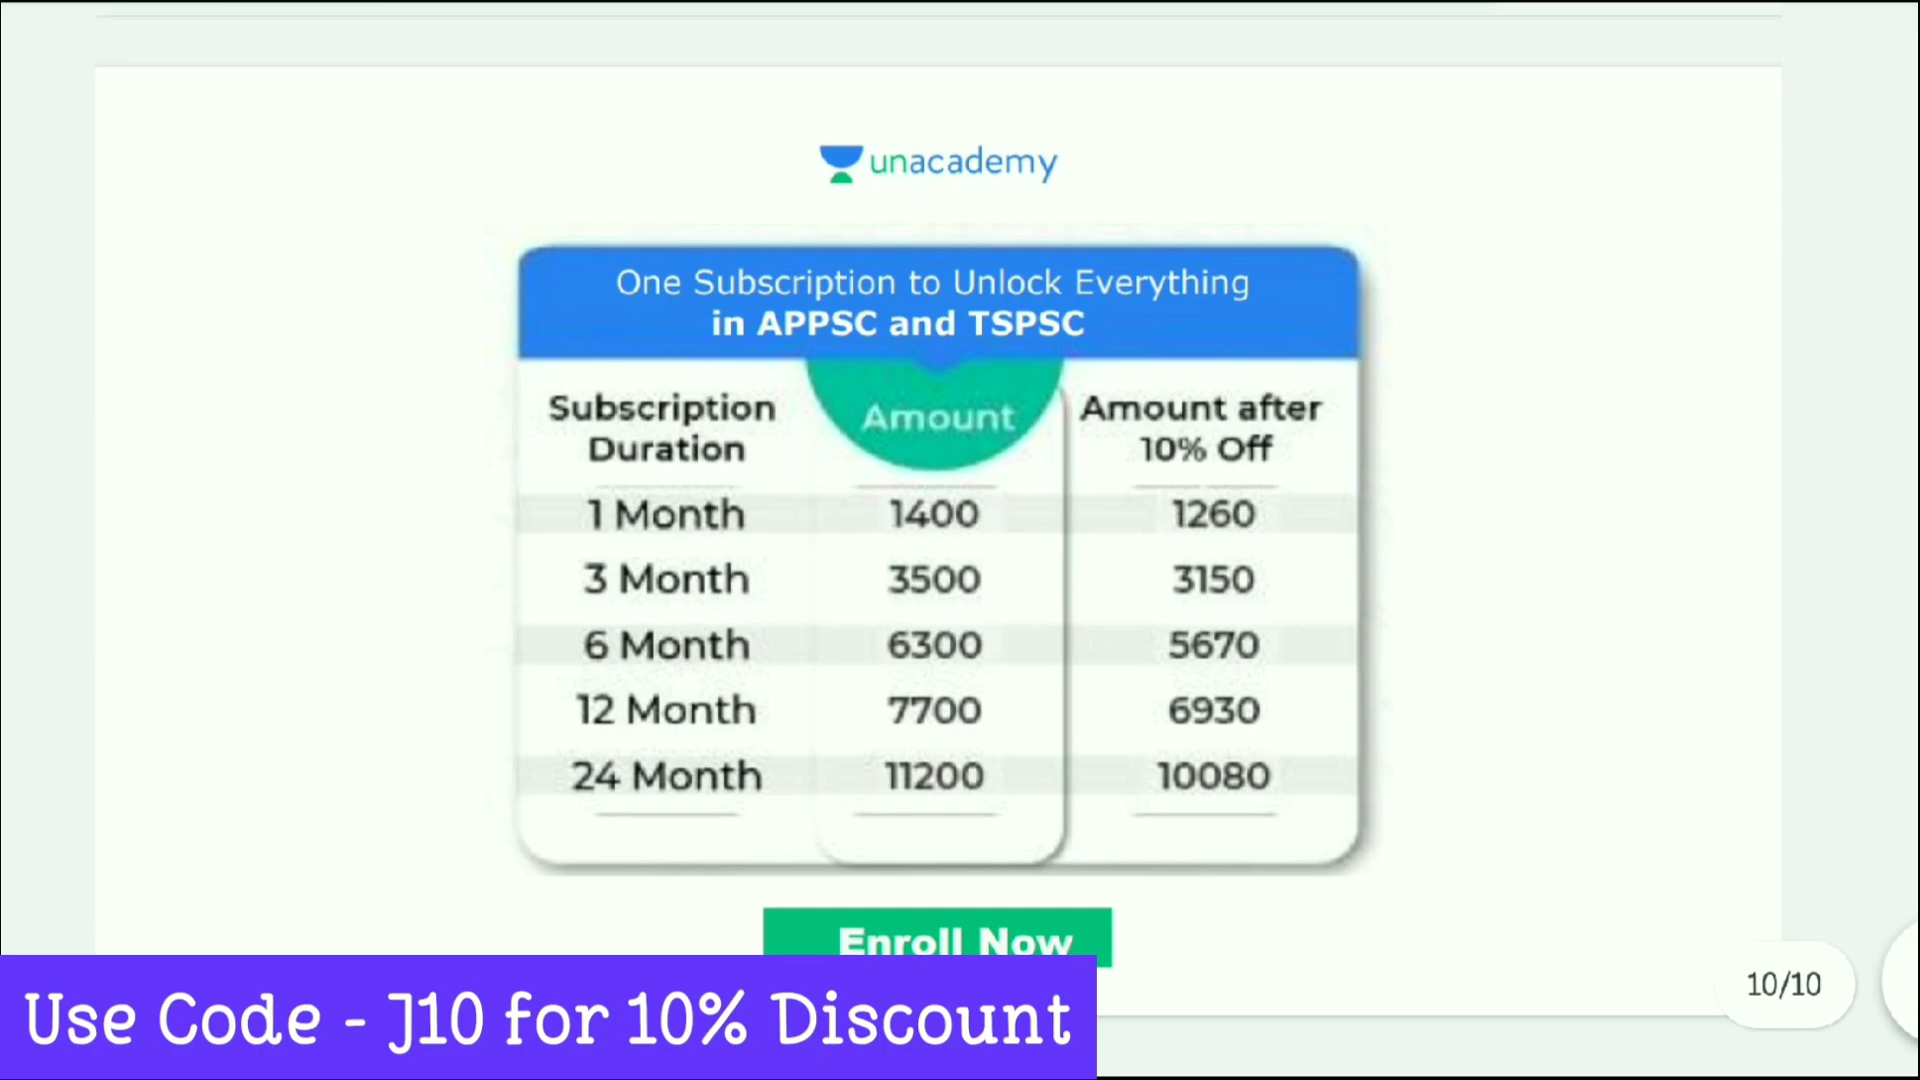 unacademy
One Subscription to Unlock Everything
in APPSC and TSPSC
Subscription Duration Amount Amount after 10% Off
1 Month 1400 1260
3 Month 3500 3150
6 Month 6300 5670
12 Month 7700 6930
24 Month 11200 10080
Enroll Now
10/10
Use Code - J10 for 10% Discount